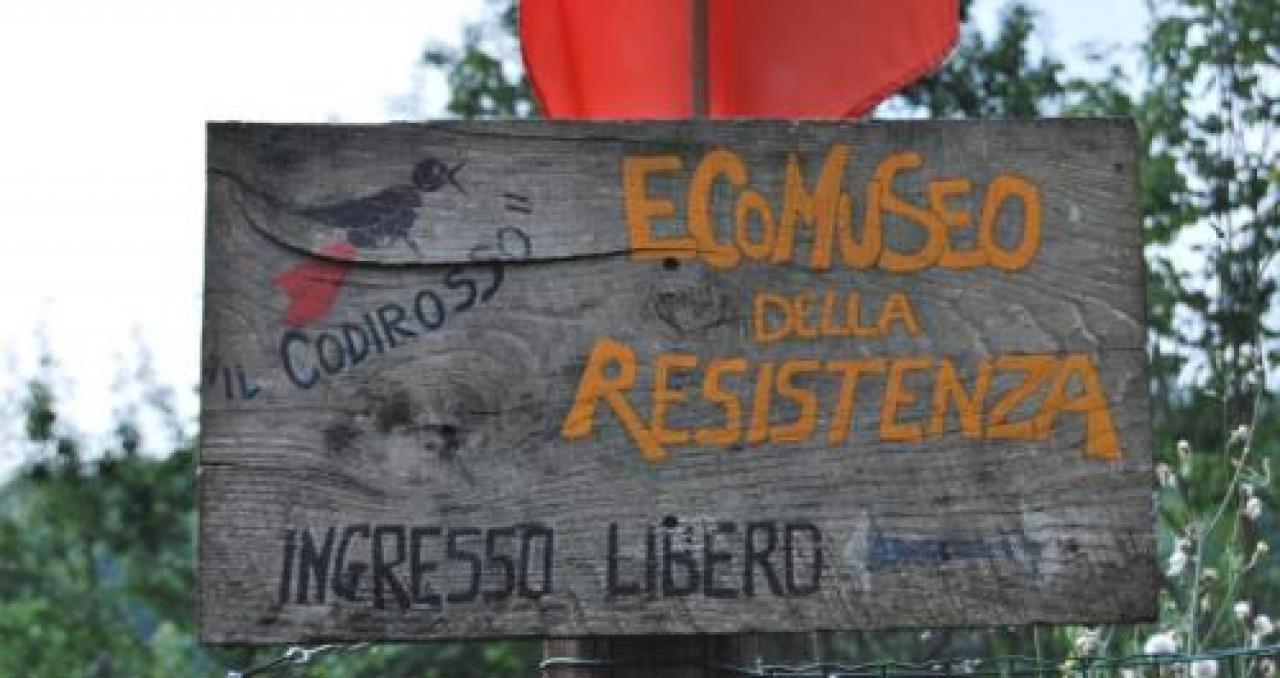 "IL CODIROSSO"
ECOMUSEO
DELLA
RESISTENZA
INGRESSO LIBERO